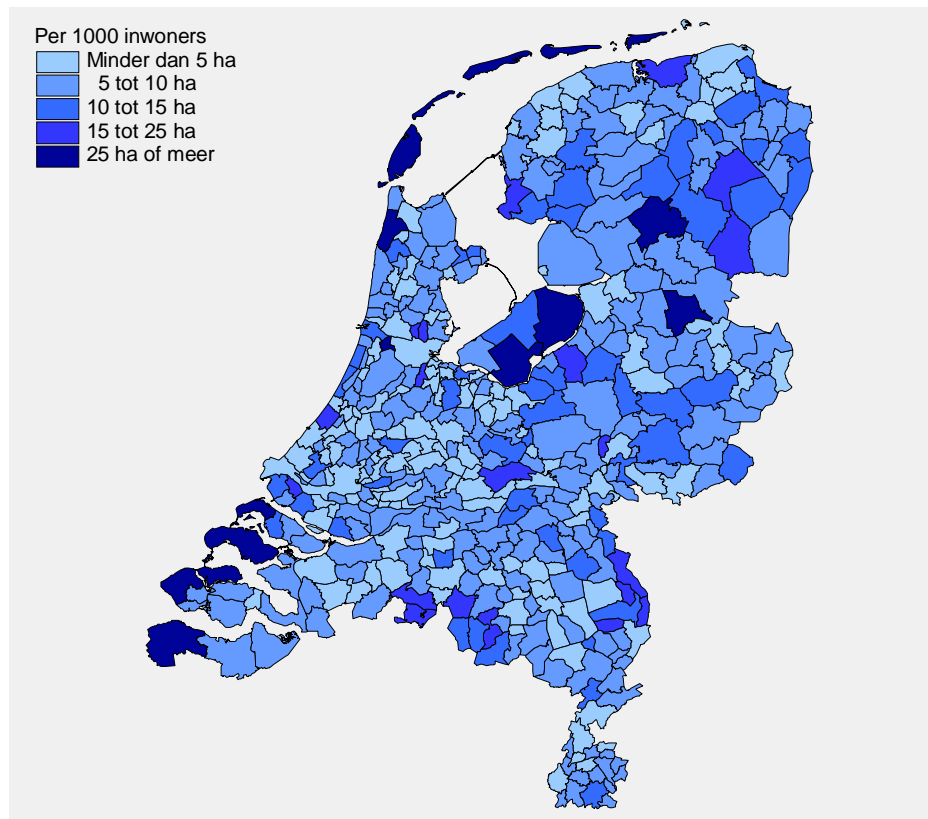 Per 1000 inwoners
Minder dan 5 ha
5 tot 10 ha
10 tot 15 ha
15 tot 25 ha
25 ha of meer